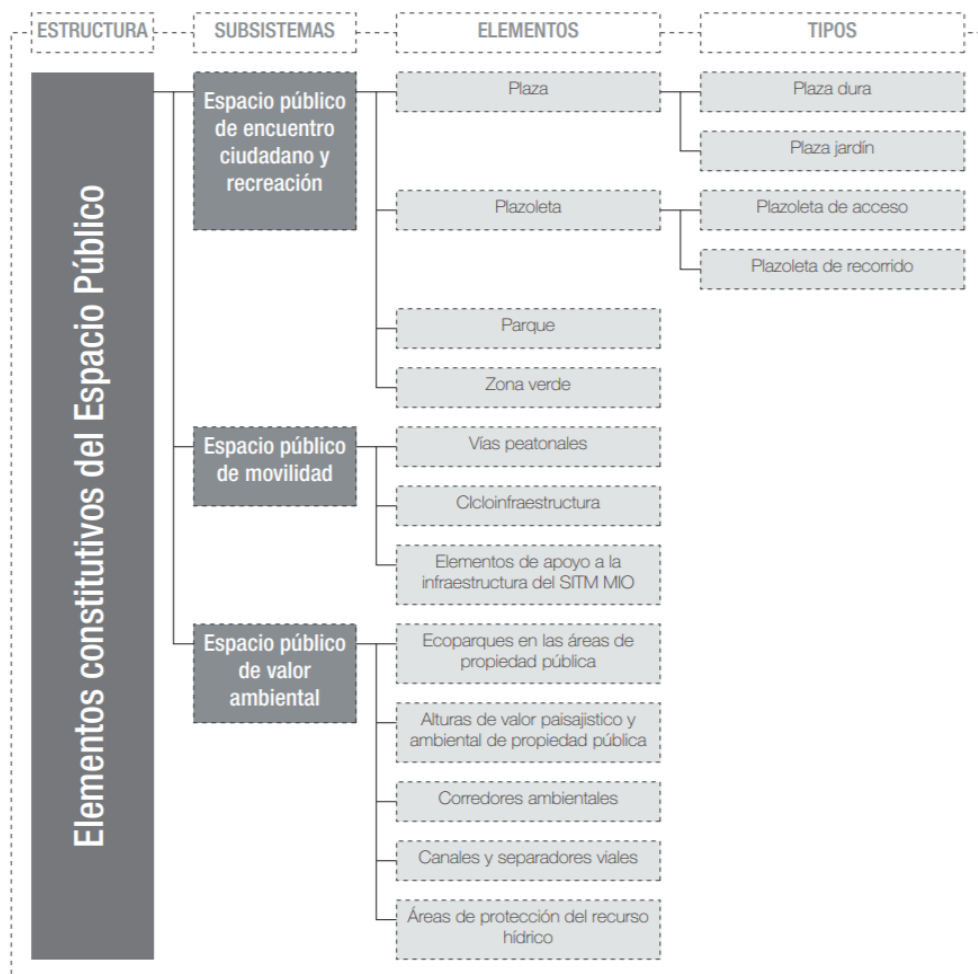 ESTRUCTURA
SUBSISTEMAS
ELEMENTOS
TIPOS
Elementos constitutivos del Espacio Público
Espacio público
de encuentro
ciudadano y
recreación
Plaza
Plaza dura
Plaza jardín
Plazoleta
Plazoleta de acceso
Plazoleta de recorrido
Parque
Zona verde
Espacio público
de movilidad
Vías peatonales
CIcloinfraestructura
Elementos de apoyo a la
infraestructura del SITM MIO
Espacio público
de valor
ambiental
Ecoparques en las áreas de
propiedad pública
Alturas de valor paisajistico y
ambiental de propiedad pública
Corredores ambientales
Canales y separadores viales
Áreas de protección del recurso
hídrico